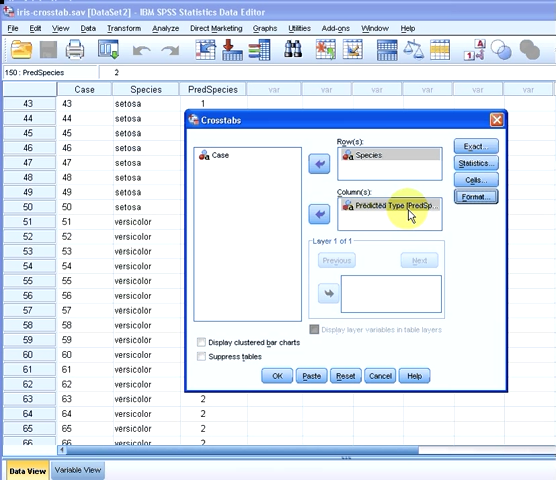 iris-crosstab.sav [DataSet2] - IBM SPSS Statistics Data Editor
File Edit View Data Transform Analyze Direct Marketing Graphs Utilities Add-ons Window Help
150 : PredSpecies 2
Case Species PredSpecies var var var var var var
43 43 setosa 1
44 44 setosa
45 45 setosa
46 46 setosa
47 47 setosa
48 48 setosa
49 49 setosa
50 50 setosa
51 51 versicolor
52 52 versicolor
53 53 versicolor
54 54 versicolor
55 55 versicolor
56 56 versicolor
57 57 versicolor
58 58 versicolor
59 59 versicolor
60 60 versicolor
61 61 versicolor
62 62 versicolor
63 63 versicolor 2
64 64 versicolor 2
65 65 versicolor 2
66 66 versicolor 2
Crosstabs
Case
Row(s):
Species
Column(s):
Predicted Type [PredSp...
Layer 1 of 1
Previous Next
Display layer variables in table layers
Exact...
Statistics...
Cells...
Format...
Display clustered bar charts
Suppress tables
OK Paste Reset Cancel Help
Data View Variable View